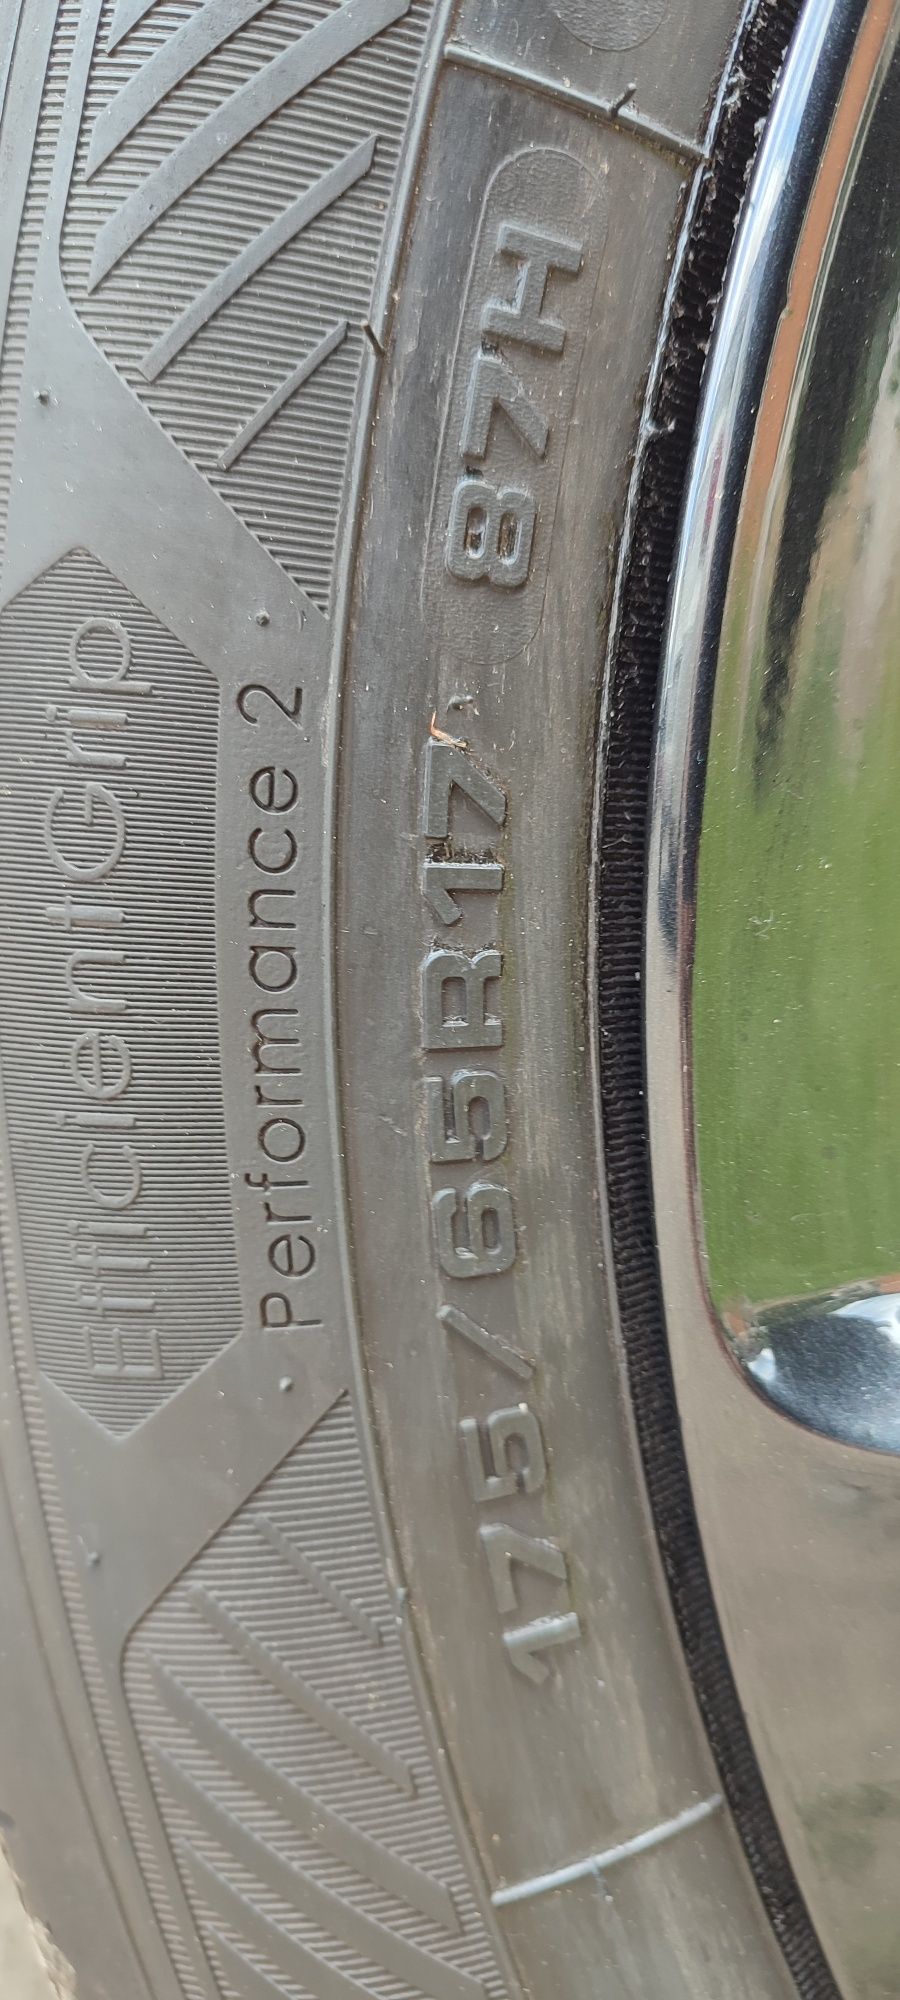 EfficientGrip
Performance 2
175/65R17 87H